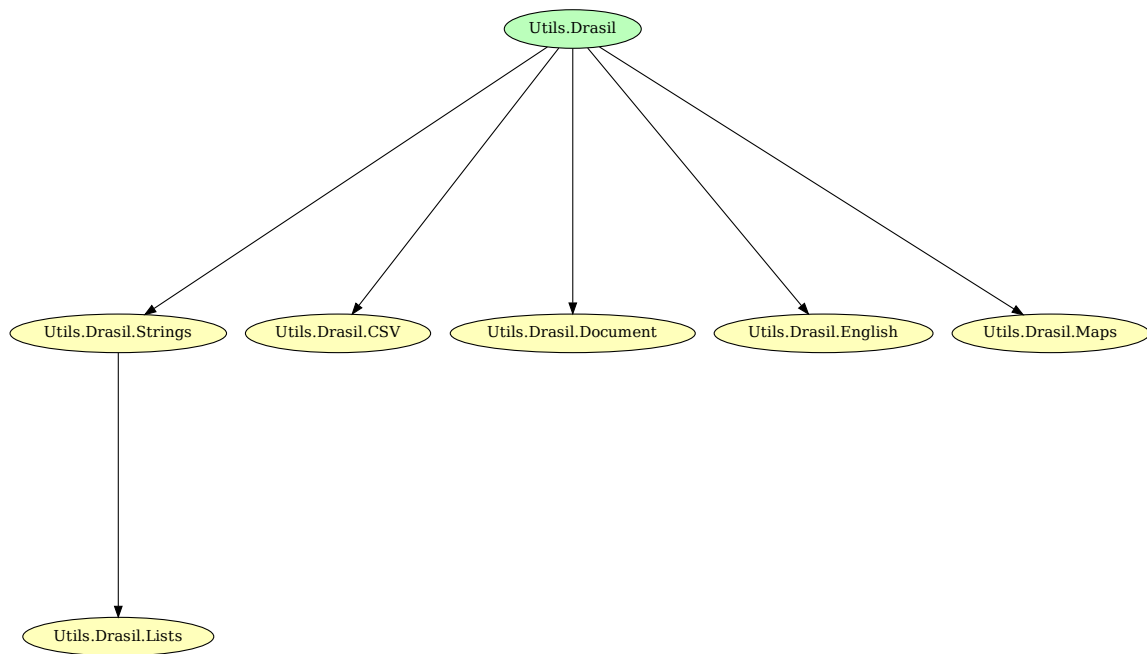 Utils.Drasil
Utils.Drasil.Strings
Utils.Drasil.CSV
Utils.Drasil.Document
Utils.Drasil.English
Utils.Drasil.Maps
Utils.Drasil.Lists